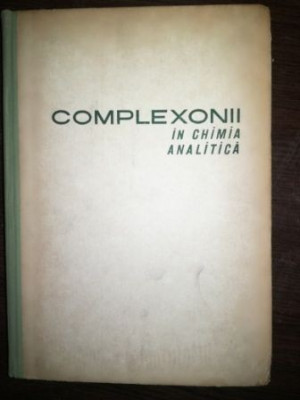 COMPLEXONII
ÎN CHIMIA
ANALITICĂ